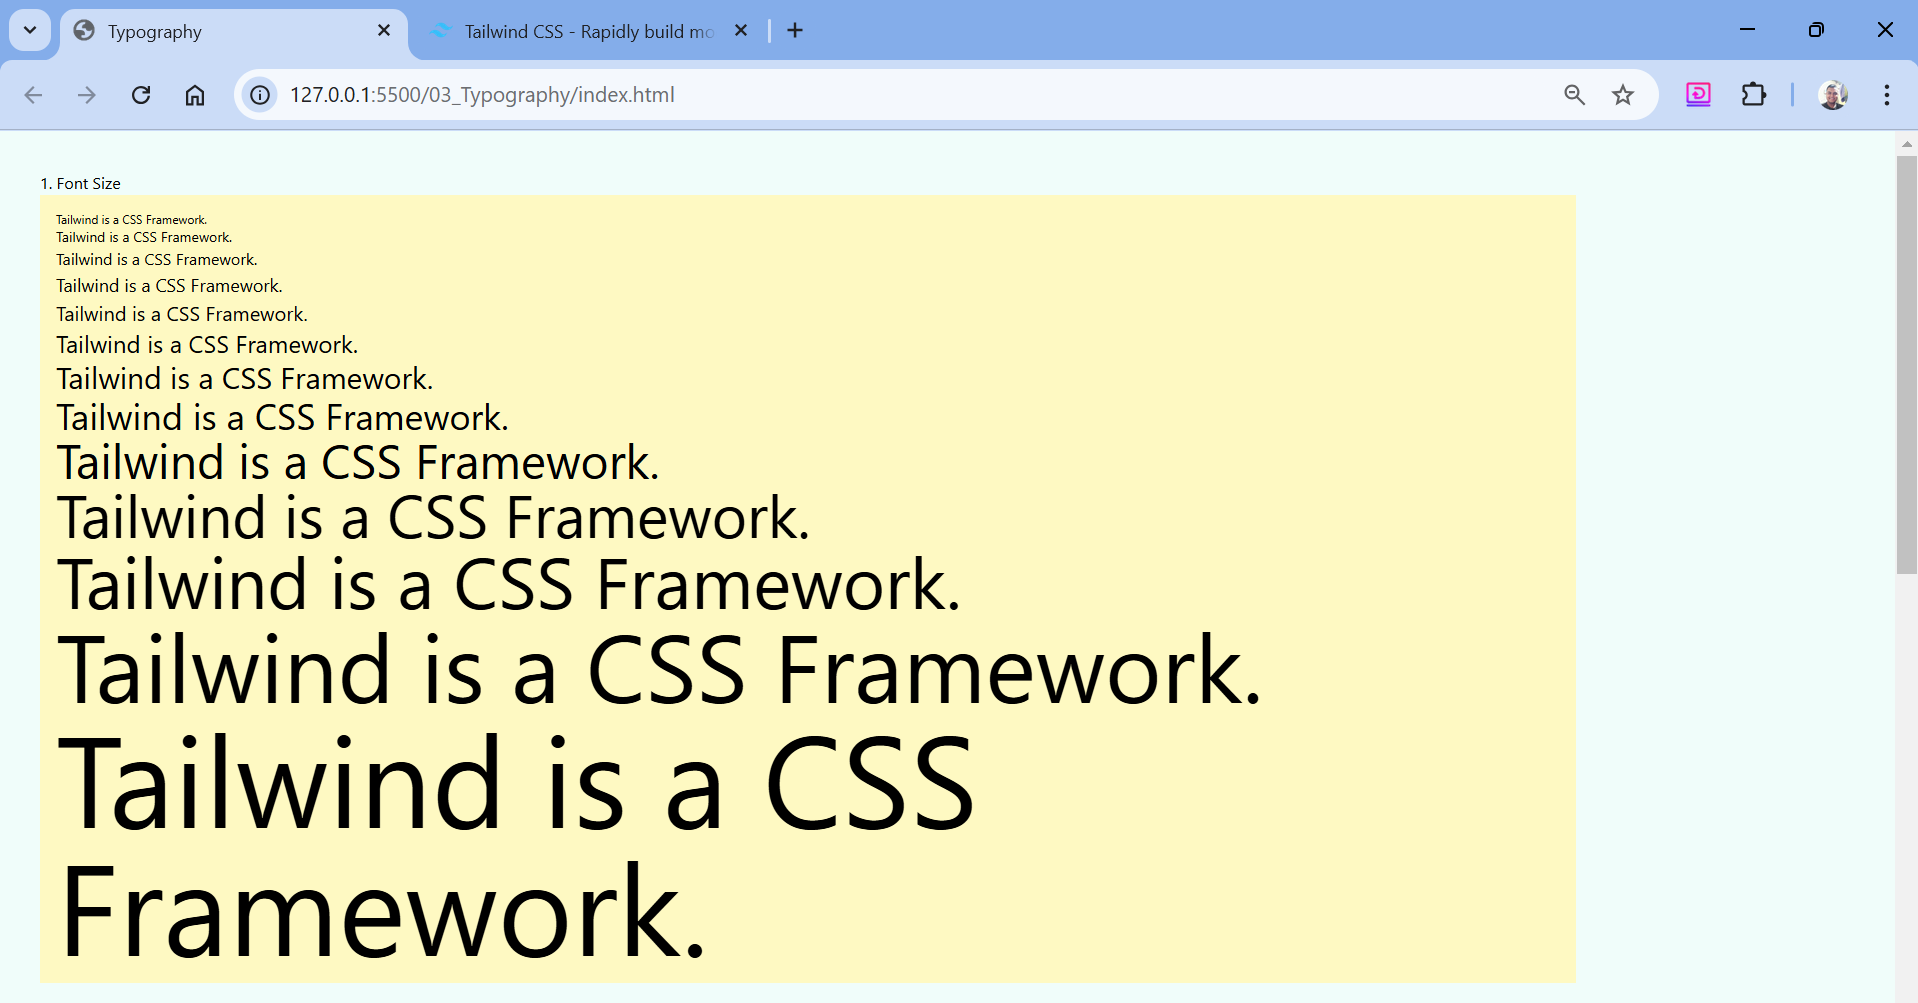 Typography
Tailwind CSS - Rapidly build mo
127.0.0.1:5500/03_Typography/index.html
1. Font Size
Tailwind is a CSS Framework.
Tailwind is a CSS Framework.
Tailwind is a CSS Framework.
Tailwind is a CSS Framework.
Tailwind is a CSS Framework.
Tailwind is a CSS Framework.
Tailwind is a CSS Framework.
Tailwind is a CSS Framework.
Tailwind is a CSS Framework.
Tailwind is a CSS Framework.
Tailwind is a CSS Framework.
Tailwind is a CSS Framework.
Tailwind is a CSS
Framework.